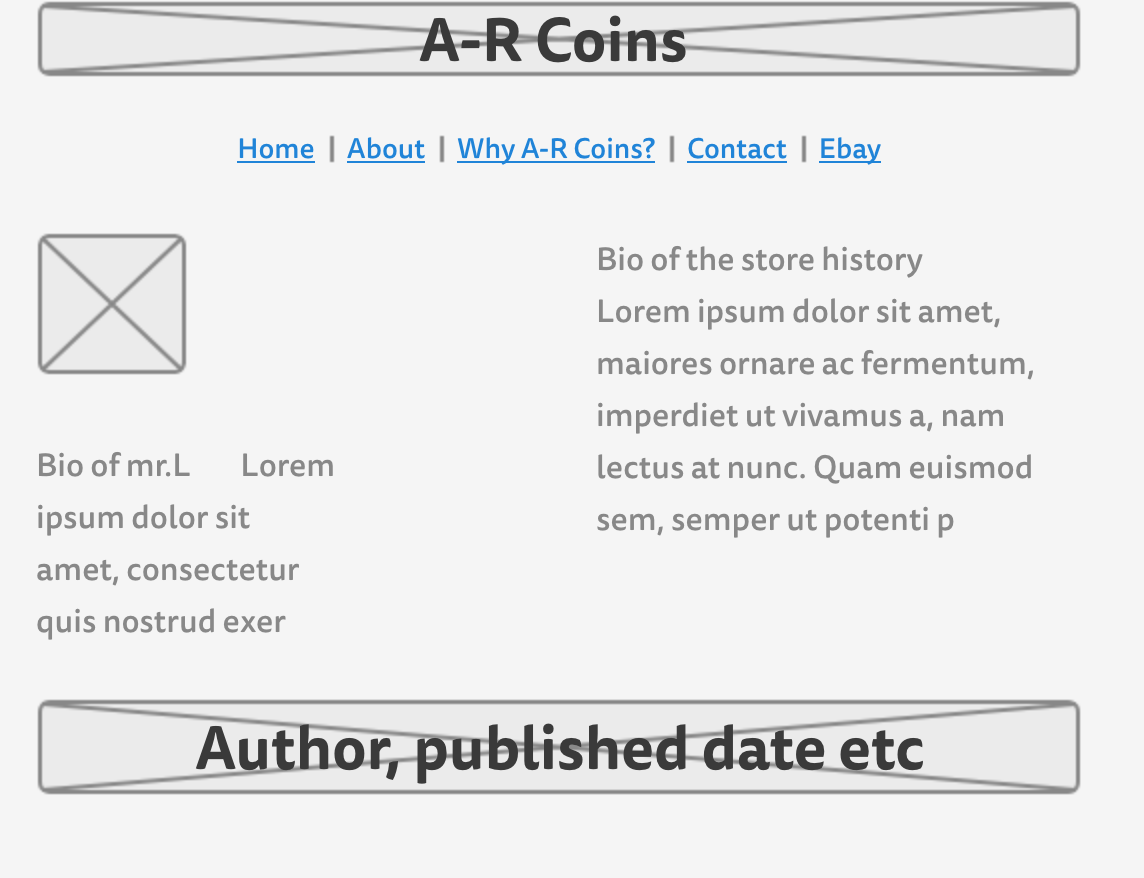 A-R Coins
Home | About | Why A-R Coins? | Contact | Ebay
Bio of mr.L Lorem
ipsum dolor sit
amet, consectetur
quis nostrud exer
Bio of the store history
Lorem ipsum dolor sit amet,
maiores ornare ac fermentum,
imperdiet ut vivamus a, nam
lectus at nunc. Quam euismod
sem, semper ut potenti p
Author, published date etc